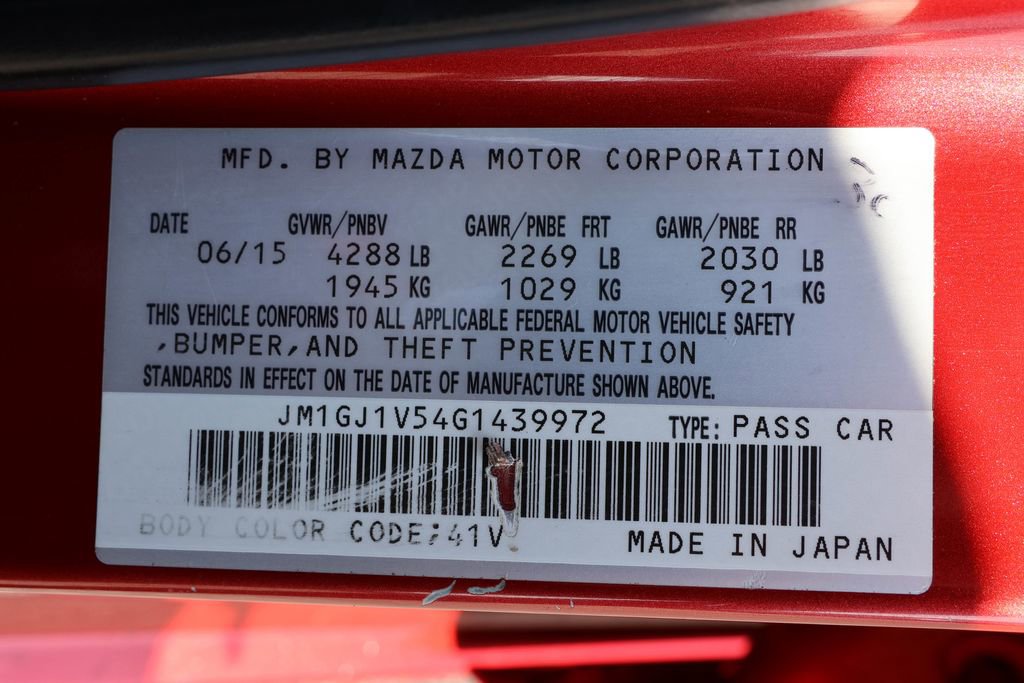 MFD. BY MAZDA MOTOR CORPORATION
DATE GVWR/PNBV GAWR/PNBE FRT GAWR/PNBE RR
06/15 4288 LB 2269 LB 2030 LB
1945 KG 1029 KG 921 KG
THIS VEHICLE CONFORMS TO ALL APPLICABLE FEDERAL MOTOR VEHICLE SAFETY
,BUMPER,AND THEFT PREVENTION
STANDARDS IN EFFECT ON THE DATE OF MANUFACTURE SHOWN ABOVE.
JM1GJ1V54G1439972 TYPE: PASS CAR
BODY COLOR CODE;41V MADE IN JAPAN